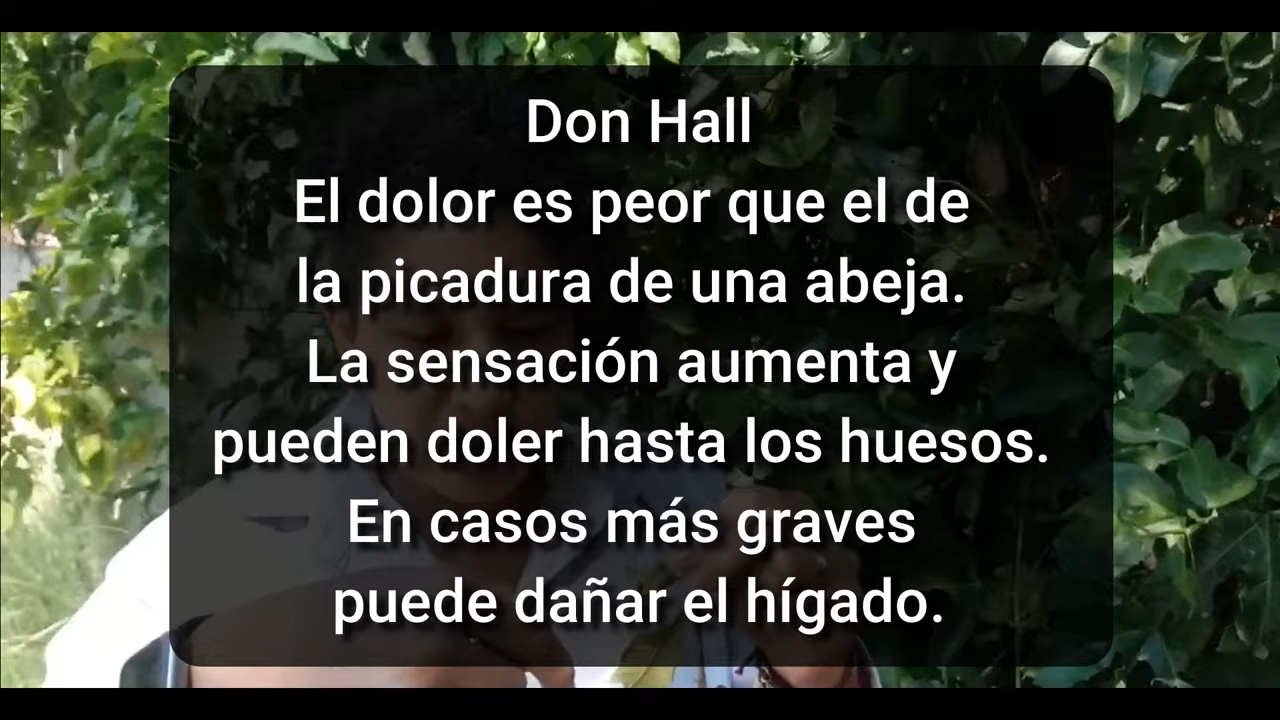 Don Hall
El dolor es peor que el de
la picadura de una abeja.
La sensación aumenta y
pueden doler hasta los huesos.
En casos más graves
puede dañar el hígado.